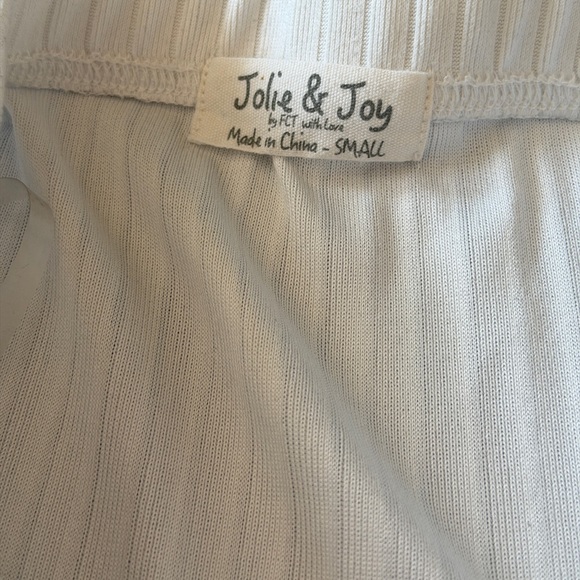 Jolie & Joy
by FCT with Love
Made in China - SMALL